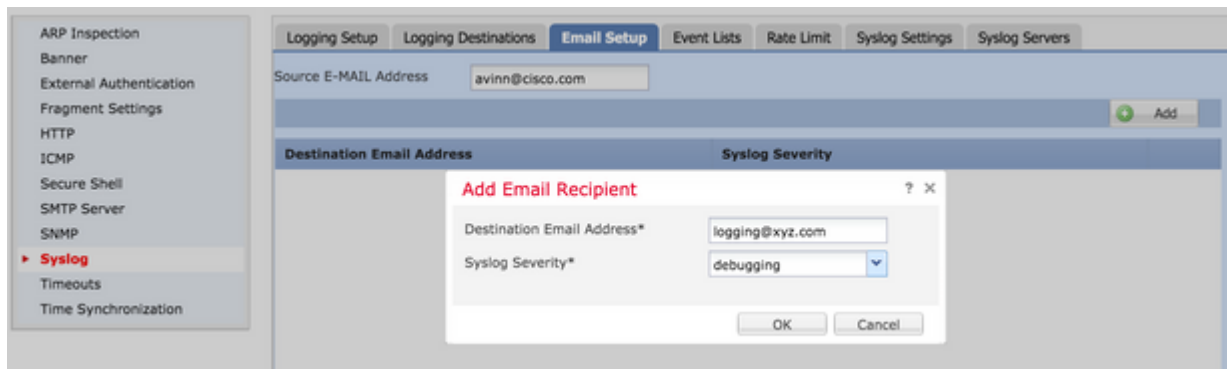 ARP Inspection
Banner
External Authentication
Fragment Settings
HTTP
ICMP
Secure Shell
SMTP Server
SNMP
Syslog
Timeouts
Time Synchronization
Logging Setup Logging Destinations Email Setup Event Lists Rate Limit Syslog Settings Syslog Servers
Source E-MAIL Address avinn@cisco.com
Add
Destination Email Address Syslog Severity
Add Email Recipient ? ×
Destination Email Address* logging@xyz.com
Syslog Severity* debugging
OK Cancel